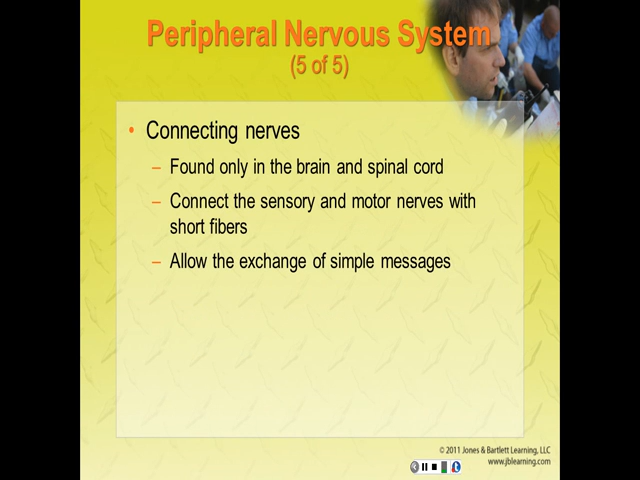 Peripheral Nervous System
(5 of 5)
• Connecting nerves
– Found only in the brain and spinal cord
– Connect the sensory and motor nerves with
short fibers
– Allow the exchange of simple messages
© 2011 Jones & Bartlett Learning, LLC
www.jblearning.com